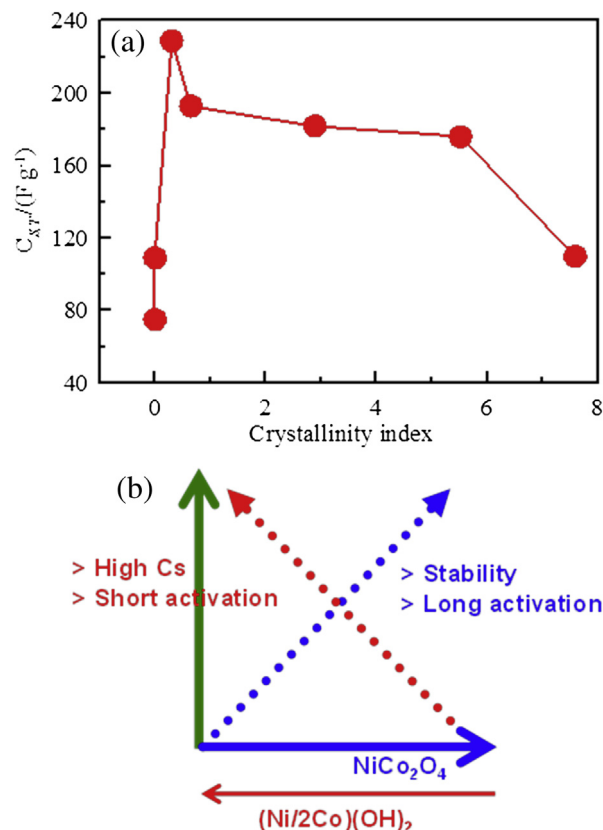 (a)
C_XT/(F g⁻¹)
240
200
160
120
80
40
0
2
4
6
8
Crystallinity index
(b)
> High Cs
> Short activation
> Stability
> Long activation
NiCo₂O₄
(Ni/2Co)(OH)₂